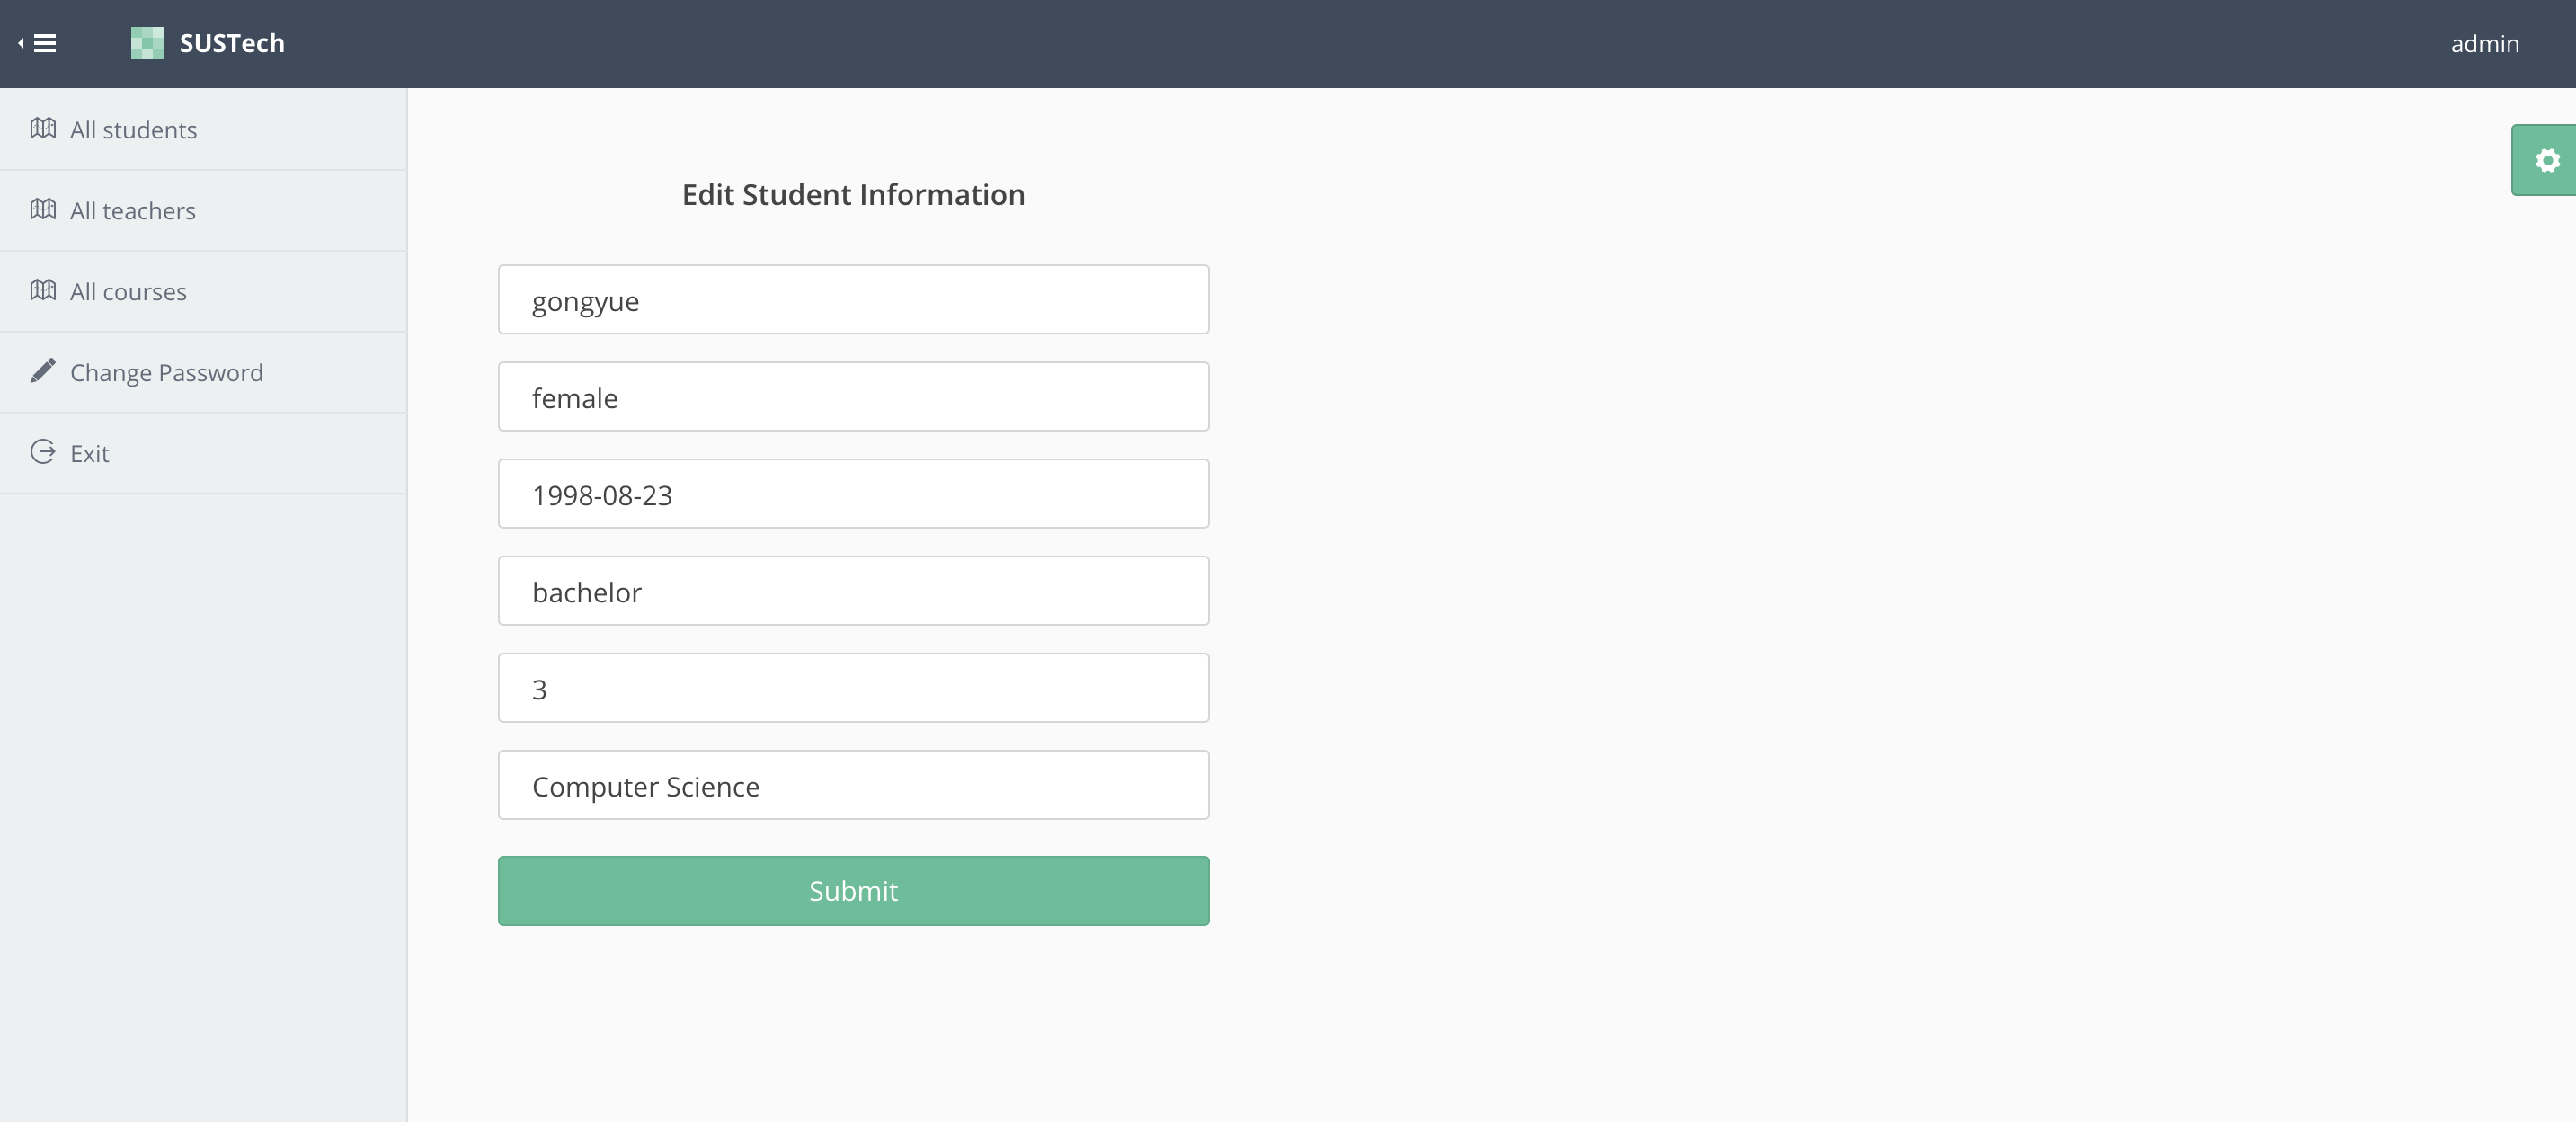 SUSTech
admin
All students
All teachers
All courses
Change Password
Exit
Edit Student Information
gongyue
female
1998-08-23
bachelor
3
Computer Science
Submit